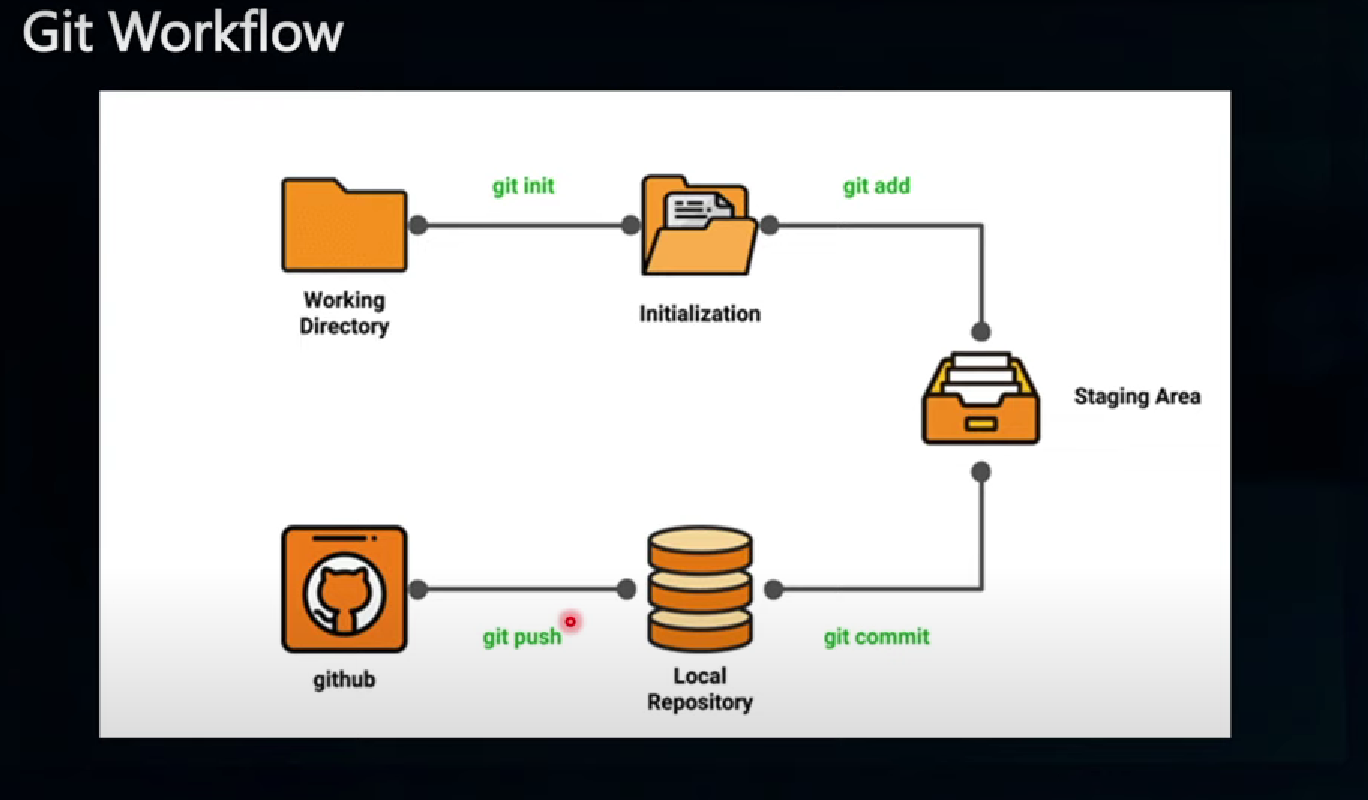 Git Workflow
git init
git add
Working
Directory
Initialization
Staging Area
git push
git commit
github
Local
Repository